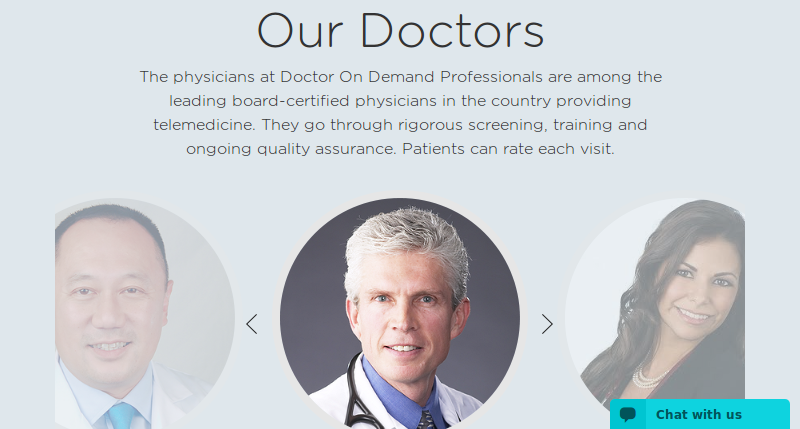 Our Doctors
The physicians at Doctor On Demand Professionals are among the
leading board-certified physicians in the country providing
telemedicine. They go through rigorous screening, training and
ongoing quality assurance. Patients can rate each visit.
Chat with us